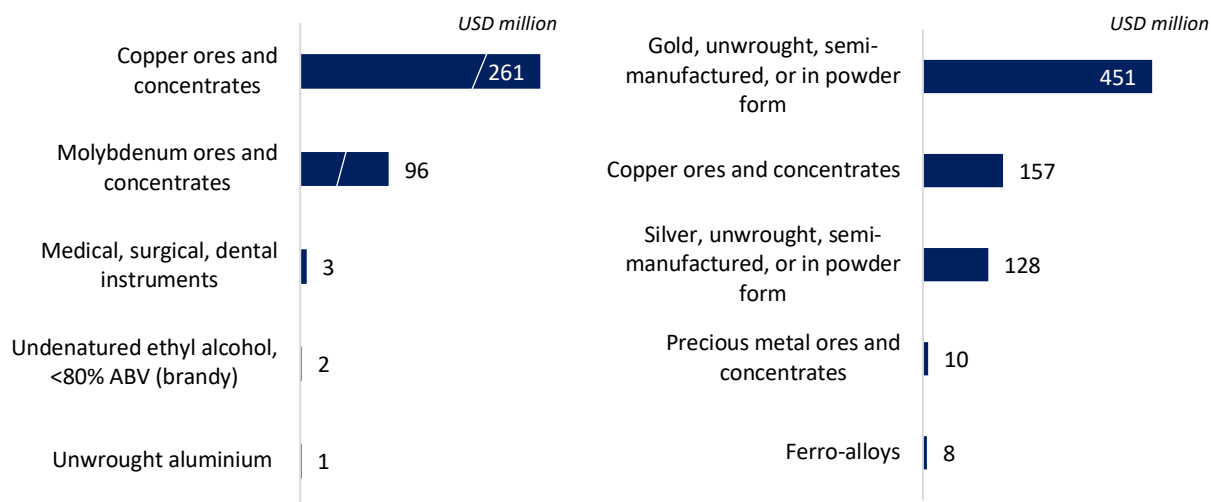 USD million
Copper ores and
concentrates
261
Molybdenum ores and
concentrates
96
Medical, surgical, dental
instruments
3
Undenatured ethyl alcohol,
<80% ABV (brandy)
2
Unwrought aluminium
1
USD million
Gold, unwrought, semi-
manufactured, or in powder
form
451
Copper ores and concentrates
157
Silver, unwrought, semi-
manufactured, or in powder
form
128
Precious metal ores and
concentrates
10
Ferro-alloys
8